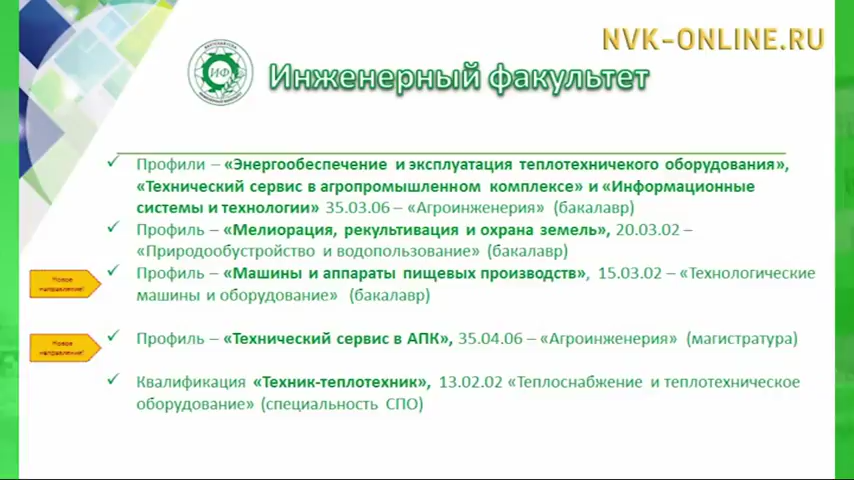 NVK-ONLINE.RU
ИФ
Инженерный факультет
✓ Профили – «Энергообеспечение и эксплуатация теплотехничекого оборудования»,
«Технический сервис в агропромышленном комплексе» и «Информационные
системы и технологии» 35.03.06 – «Агроинженерия» (бакалавр)
✓ Профиль – «Мелиорация, рекультивация и охрана земель», 20.03.02 –
«Природообустройство и водопользование» (бакалавр)
Новое
направление!
✓ Профиль – «Машины и аппараты пищевых производств», 15.03.02 – «Технологические
машины и оборудование» (бакалавр)
Новое
направление!
✓ Профиль – «Технический сервис в АПК», 35.04.06 – «Агроинженерия» (магистратура)
✓ Квалификация «Техник-теплотехник», 13.02.02 «Теплоснабжение и теплотехническое
оборудование» (специальность СПО)